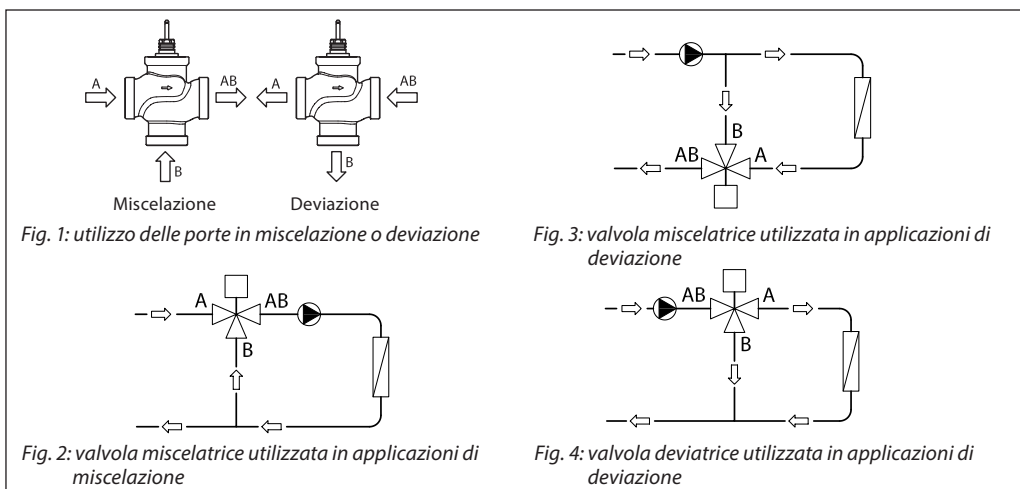 A
AB
A
AB
B
B
Miscelazione
Deviazione
Fig. 1: utilizzo delle porte in miscelazione o deviazione
B
AB
A
Fig. 3: valvola miscelatrice utilizzata in applicazioni di
deviazione
A
AB
B
Fig. 2: valvola miscelatrice utilizzata in applicazioni di
miscelazione
AB
A
B
Fig. 4: valvola deviatrice utilizzata in applicazioni di
deviazione